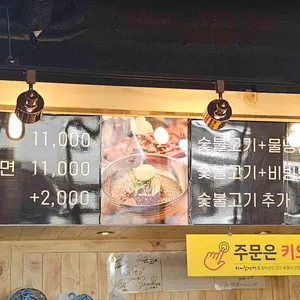 11,000
면 11,000
+2,000
숯불고기+물냉
숯불고기+비빔
숯불고기 추가
주문은 키오